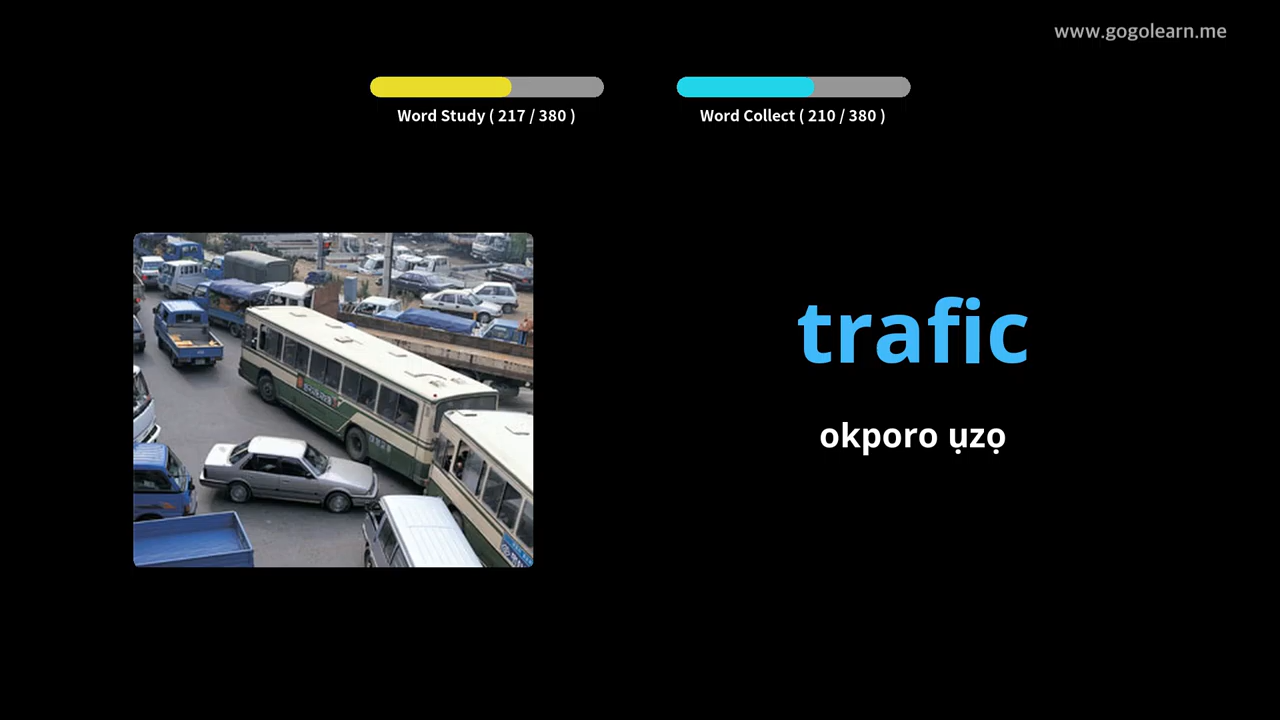 www.gogolearn.me
Word Study ( 217 / 380 )
Word Collect ( 210 / 380 )
trafic
okporo ụzọ